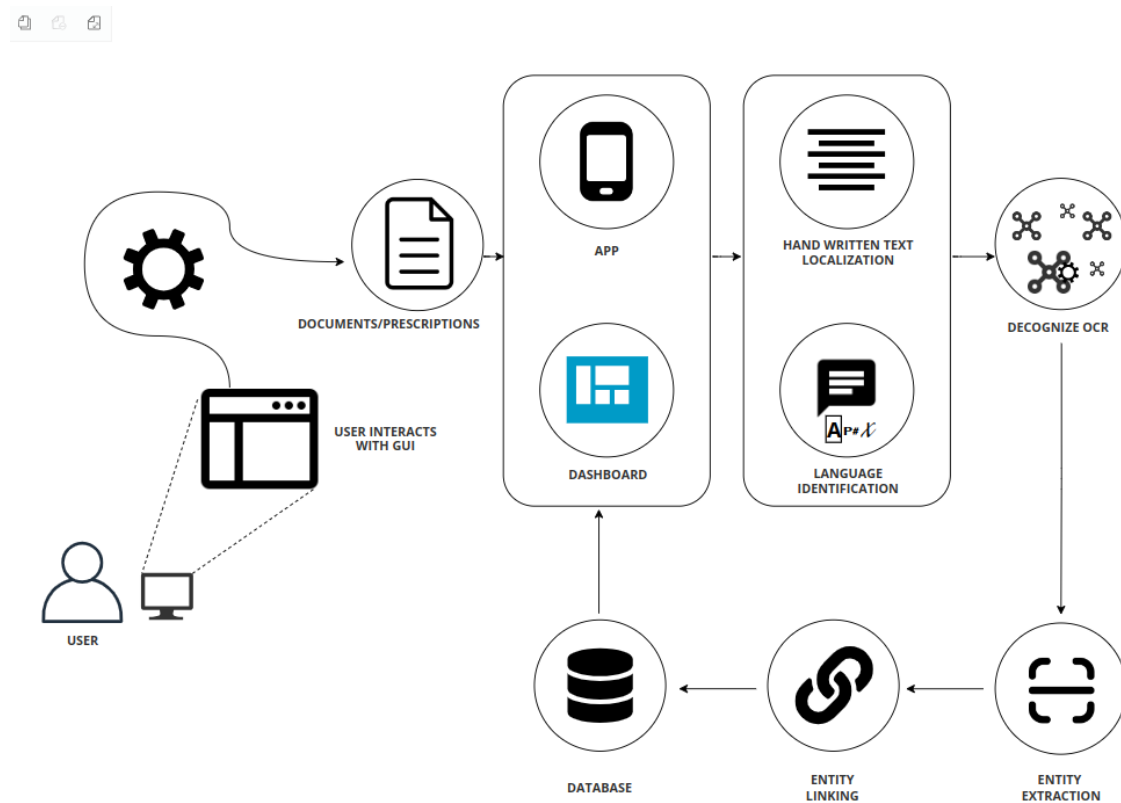 APP
HAND WRITTEN TEXT
LOCALIZATION
DOCUMENTS/PRESCRIPTIONS
DECOGNIZE OCR
USER INTERACTS
WITH GUI
A P# X
DASHBOARD
LANGUAGE
IDENTIFICATION
USER
DATABASE
ENTITY
LINKING
ENTITY
EXTRACTION